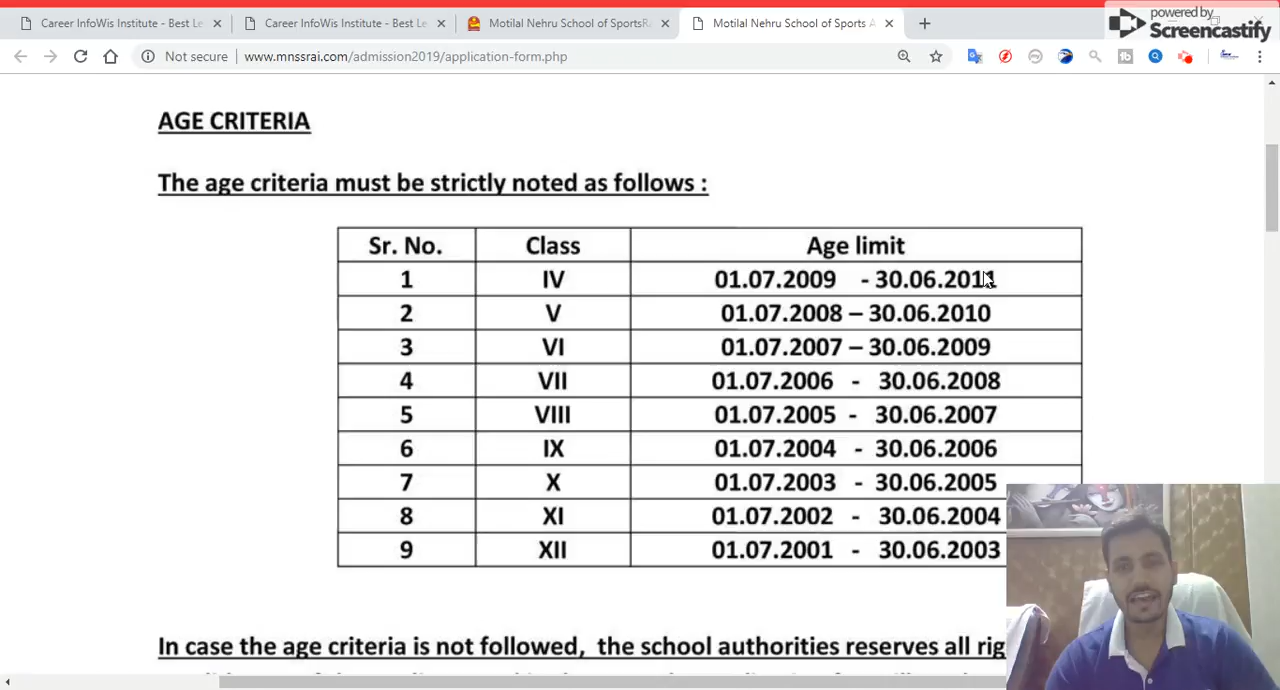 powered by
Screencastify
Career InfoWis Institute - Best Le
Career InfoWis Institute - Best Le
Motilal Nehru School of Sports
Motilal Nehru School of Sports A
Not secure
www.mnssrai.com/admission2019/application-form.php
AGE CRITERIA
The age criteria must be strictly noted as follows :
Sr. No. Class Age limit
1 IV 01.07.2009 - 30.06.2011
2 V 01.07.2008 – 30.06.2010
3 VI 01.07.2007 – 30.06.2009
4 VII 01.07.2006 - 30.06.2008
5 VIII 01.07.2005 - 30.06.2007
6 IX 01.07.2004 - 30.06.2006
7 X 01.07.2003 - 30.06.2005
8 XI 01.07.2002 - 30.06.2004
9 XII 01.07.2001 - 30.06.2003
In case the age criteria is not followed, the school authorities reserves all rig